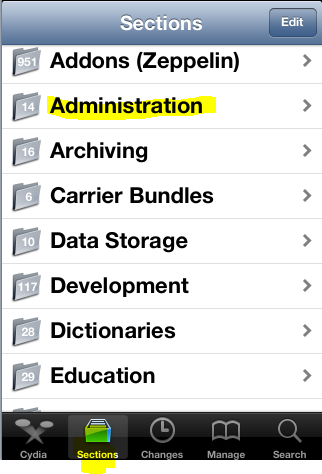 Sections
Edit
951 Addons (Zeppelin)
14 Administration
16 Archiving
6 Carrier Bundles
10 Data Storage
117 Development
28 Dictionaries
29 Education
Cydia Sections Changes Manage Search